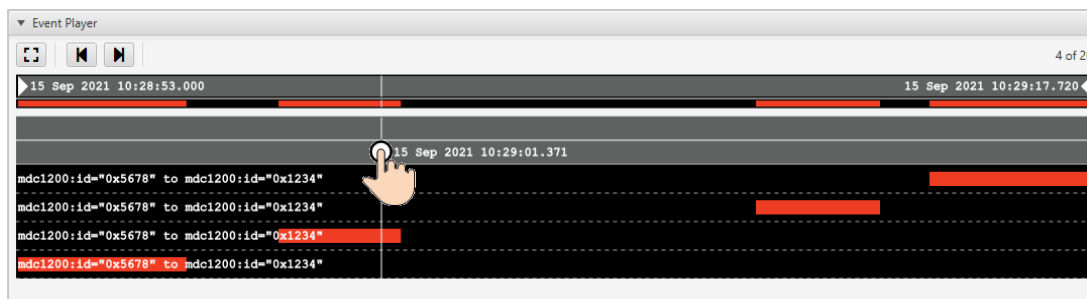 Event Player
4 of 2
15 Sep 2021 10:28:53.000 15 Sep 2021 10:29:17.720
15 Sep 2021 10:29:01.371
mdc1200:id="0x5678" to mdc1200:id="0x1234"
mdc1200:id="0x5678" to mdc1200:id="0x1234"
mdc1200:id="0x5678" to mdc1200:id="0x1234"
mdc1200:id="0x5678" to mdc1200:id="0x1234"